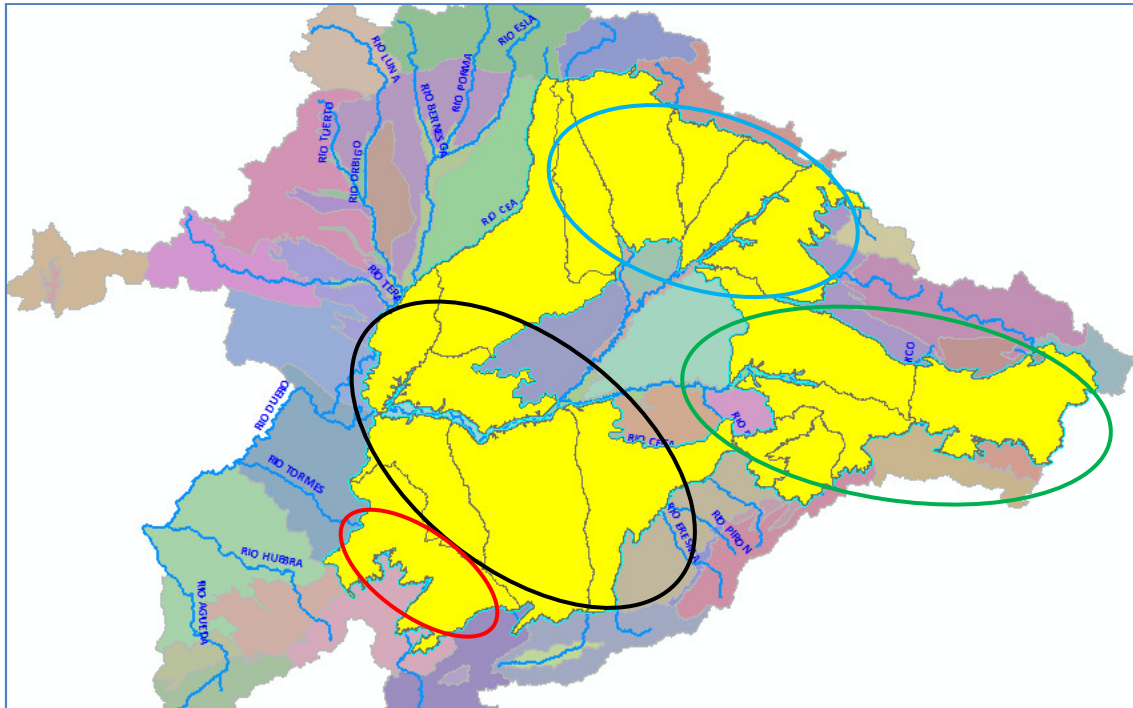 RIO LUNA
RIO ESLA
RIO PORMA
RIO BERNESGA
RIO TUERTO
RIO ORBIGO
RIO CEA
RIO TERA
RIO DUERO
RIO CEGA
RIO TORMES
RIO ERESMA
RIO PIRON
RIO HUEBRA
RIO AGUEDA